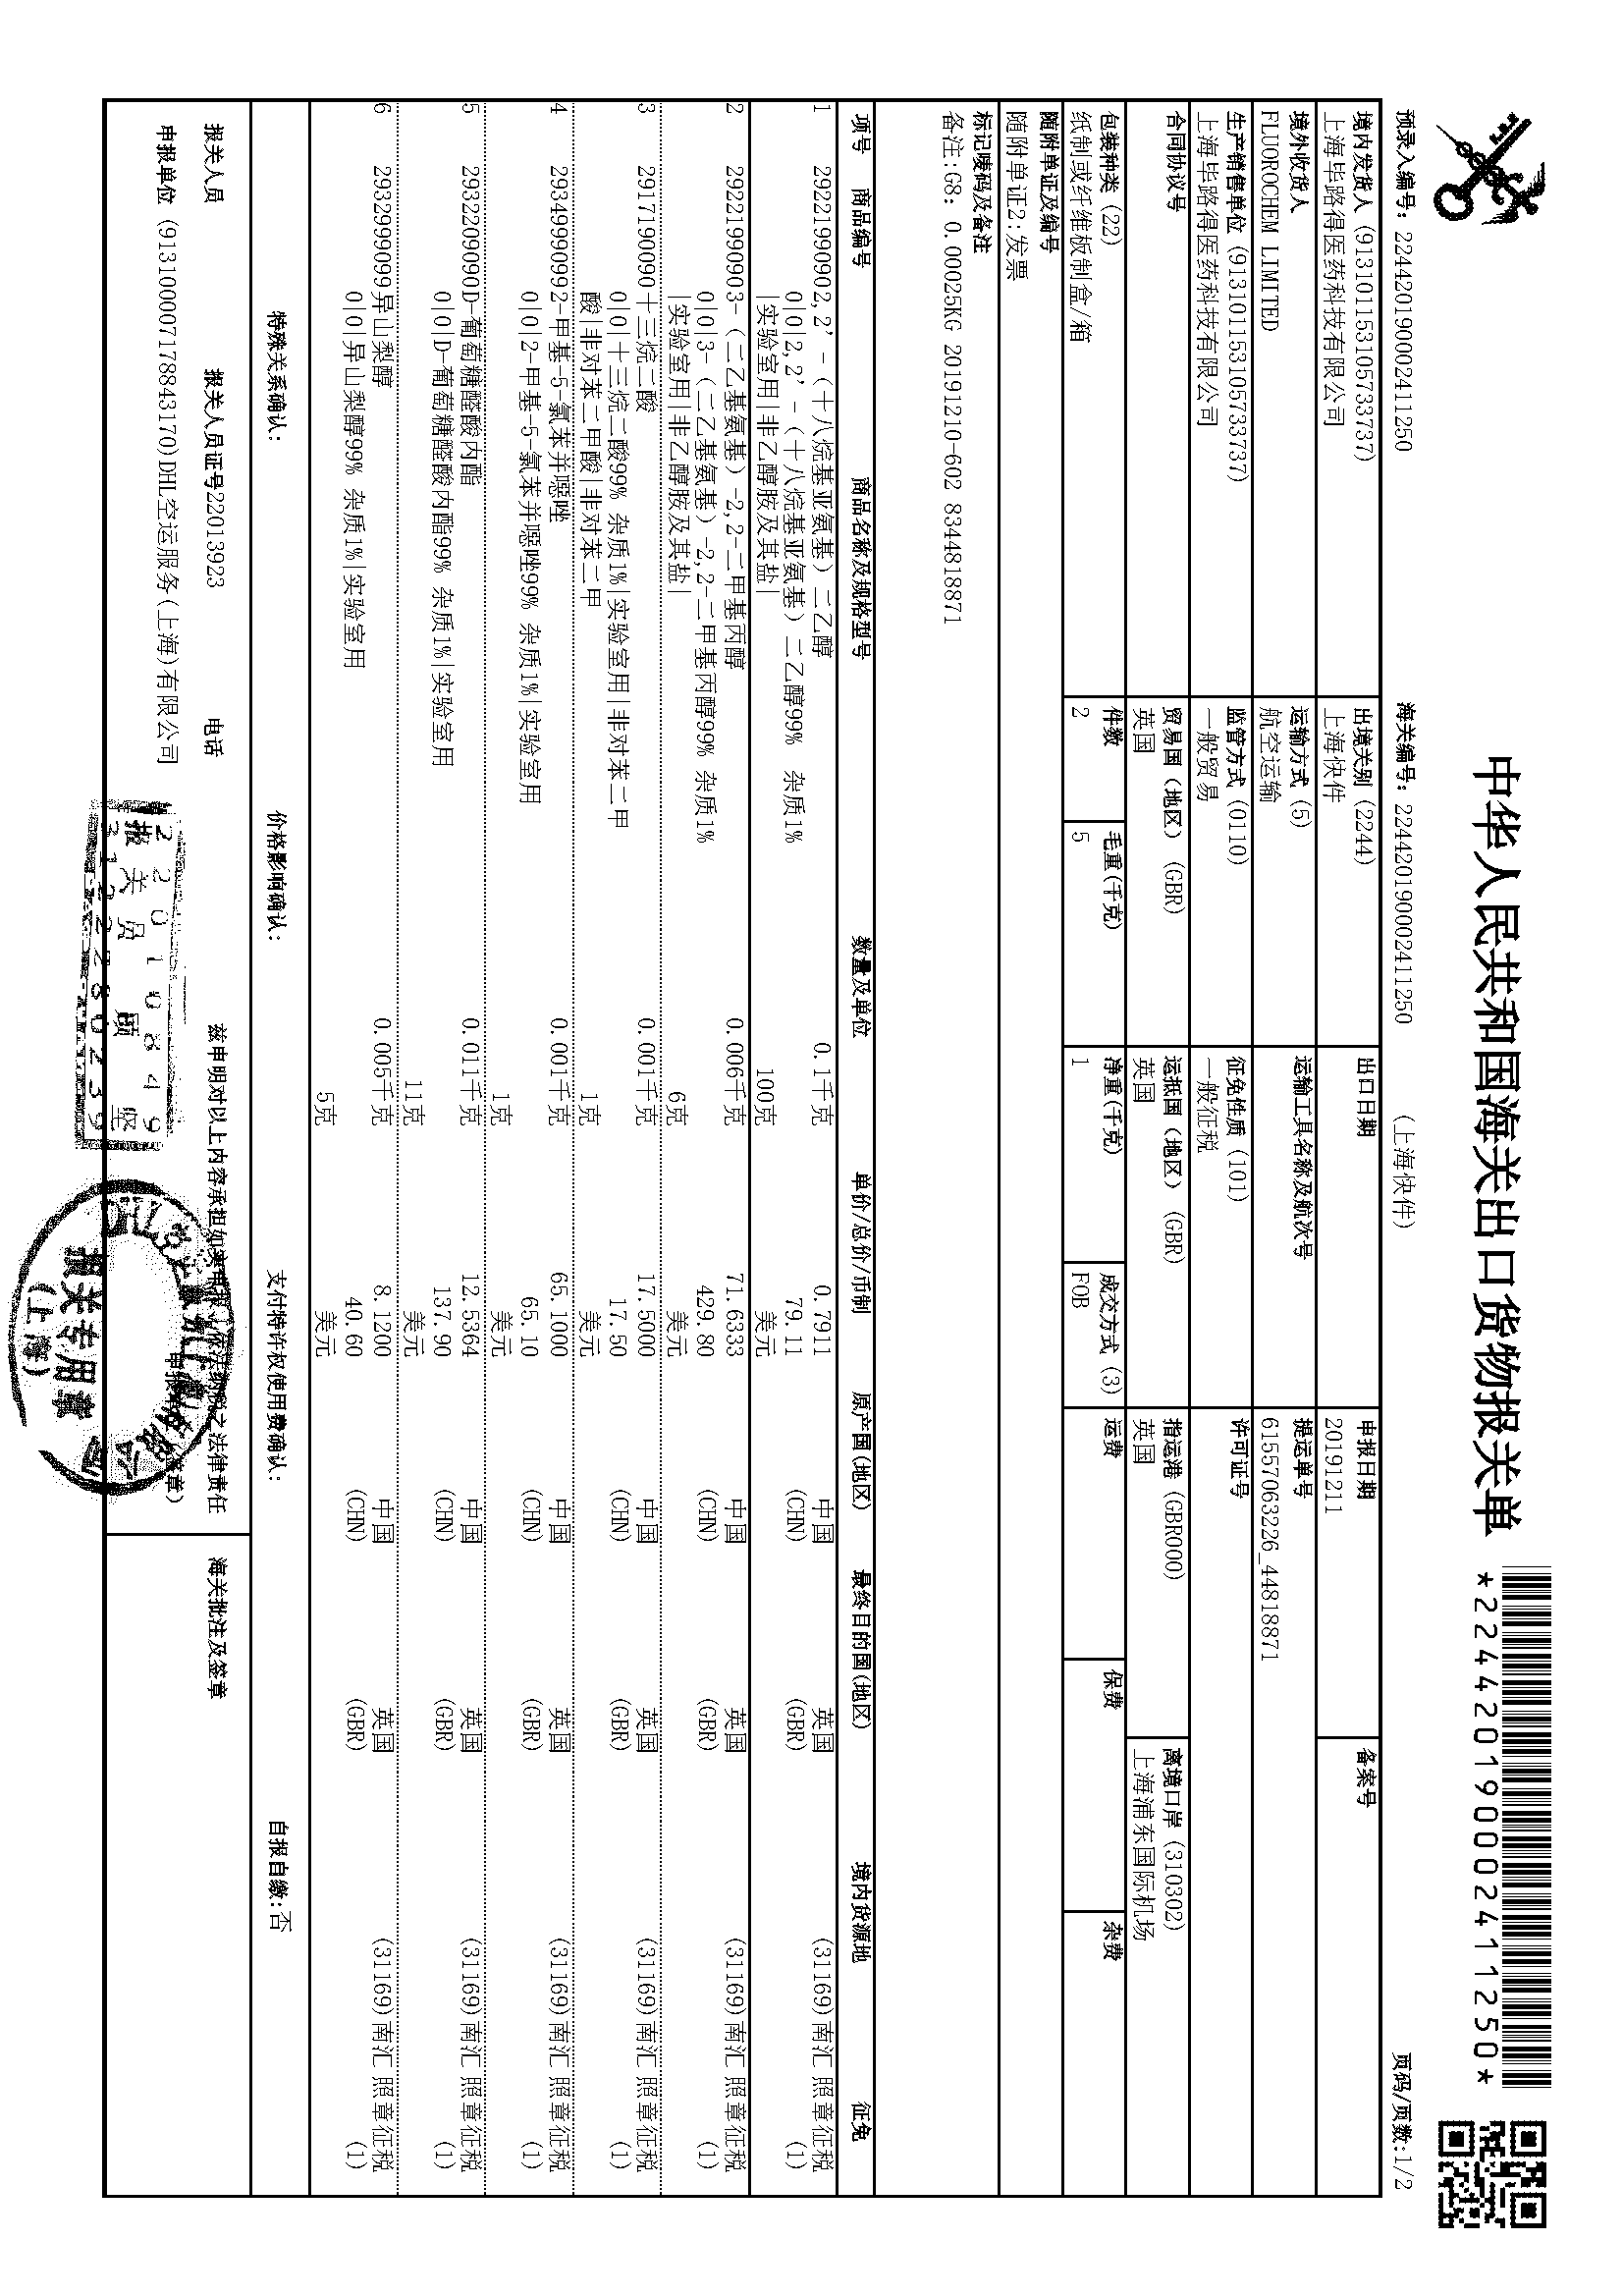 中华人民共和国海关出口货物报关单
*224420190002411250*
预录入编号: 224420190002411250 海关编号: 224420190002411250 (上海快件) 页码/页数:1/2
境内发货人 (913101153105733737) 出境关别 (2244) 出口日期 申报日期 备案号
上海毕路得医药科技有限公司 上海快件 20191211
境外收货人 运输方式 (5) 运输工具名称及航次号 提运单号
FLUOROCHEM LIMITED 航空运输 61557063226_44818871
生产销售单位 (913101153105733737) 监管方式 (0110) 征免性质 (101) 许可证号
上海毕路得医药科技有限公司 一般贸易 一般征税
合同协议号 贸易国(地区) (GBR) 运抵国(地区) (GBR) 指运港 (GBR000) 离境口岸 (310302)
英国 英国 英国 上海浦东国际机场
包装种类 (22) 件数 毛重(千克) 净重(千克) 成交方式 (3) 运费 保费 杂费
纸制或纤维板制盒/箱 2 5 1 FOB
随附单证及编号
随附单证2:发票
标记唛码及备注
备注:G8: 0.00025KG 20191210-602 8344818871
项号 商品编号 商品名称及规格型号 数量及单位 单价/总价/币制 原产国(地区) 最终目的国(地区) 境内货源地 征免
1 29221990902,2’-(十八烷基亚氨基) 二乙醇 0.1千克 0.7911 中国 英国 (31169)南汇 照章征税
0|0|2,2’-(十八烷基亚氨基) 二乙醇99% 杂质1% 79.11 (CHN) (GBR) (1)
|实验室用|非乙醇胺及其盐| 100克 美元
2 29221990903-(二乙基氨基)-2,2-二甲基丙醇 0.006千克 71.6333 中国 英国 (31169)南汇 照章征税
0|0|3-(二乙基氨基)-2,2-二甲基丙醇99% 杂质1% 429.80 (CHN) (GBR) (1)
|实验室用|非乙醇胺及其盐| 6克 美元
3 2917190090十三烷二酸 0.001千克 17.5000 中国 英国 (31169)南汇 照章征税
0|0|十三烷二酸99% 杂质1%|实验室用|非对苯二甲 17.50 (CHN) (GBR) (1)
酸|非对苯二甲酸|非对苯二甲 1克 美元
4 29349990992-甲基-5-氯苯并噁唑 0.001千克 65.1000 中国 英国 (31169)南汇 照章征税
0|0|2-甲基-5-氯苯并噁唑99% 杂质1%|实验室用 65.10 (CHN) (GBR) (1)
1克 美元
5 2932209090D-葡萄糖醛酸内酯 0.011千克 12.5364 中国 英国 (31169)南汇 照章征税
0|0|D-葡萄糖醛酸内酯99% 杂质1%|实验室用 137.90 (CHN) (GBR) (1)
11克 美元
6 2932999099异山梨醇 0.005千克 8.1200 中国 英国 (31169)南汇 照章征税
0|0|异山梨醇99% 杂质1%|实验室用 40.60 (CHN) (GBR) (1)
5克 美元
特殊关系确认: 价格影响确认: 支付特许权使用费确认: 自报自缴:否
报关人员 报关人员证号22013923 电话 兹申明对以上内容承担如实申报、依法纳税之法律责任 海关批注及签章
申报单位 (91310000717884317​0)DHL空运服务(上海)有限公司
报关员
报关专用章
(上海)